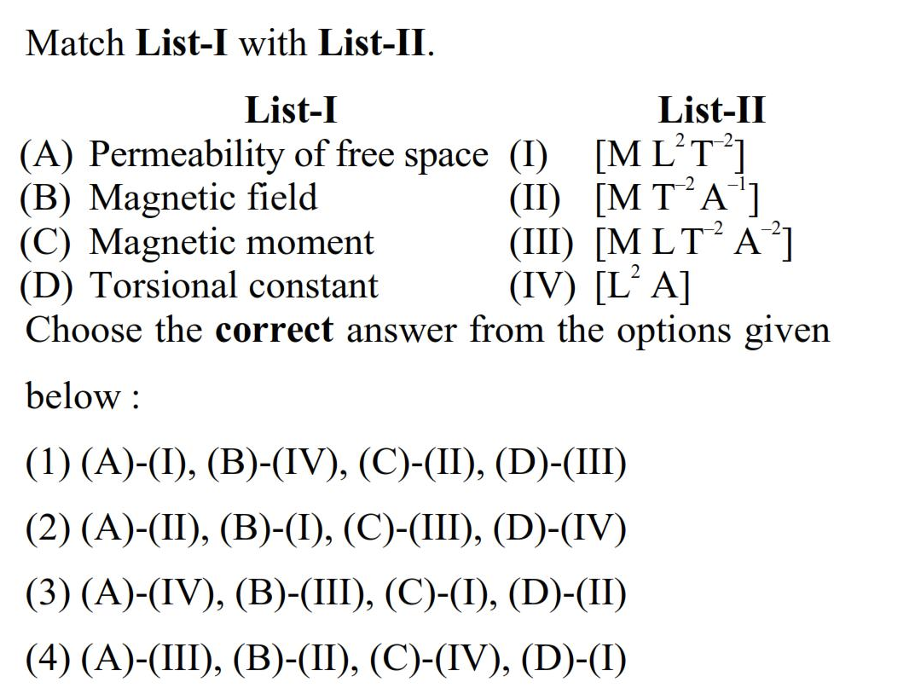 Match List-I with List-II.
List-I List-II
(A) Permeability of free space (I) [M L²T⁻²]
(B) Magnetic field (II) [M T⁻² A⁻¹]
(C) Magnetic moment (III) [M L T⁻² A⁻²]
(D) Torsional constant (IV) [L² A]
Choose the correct answer from the options given
below :
(1) (A)-(I), (B)-(IV), (C)-(II), (D)-(III)
(2) (A)-(II), (B)-(I), (C)-(III), (D)-(IV)
(3) (A)-(IV), (B)-(III), (C)-(I), (D)-(II)
(4) (A)-(III), (B)-(II), (C)-(IV), (D)-(I)